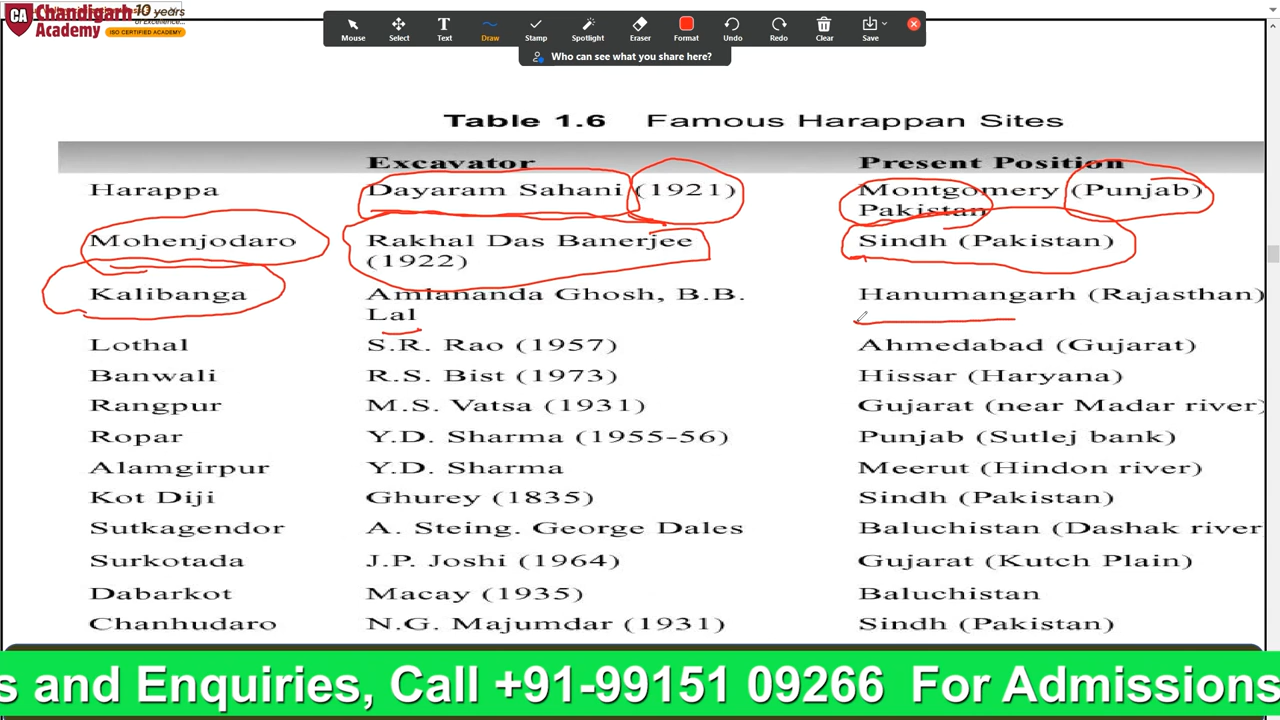 CA Chandigarh Academy
10 years
of Excellence..
ISO CERTIFIED ACADEMY
Mouse Select Text Draw Stamp Spotlight Eraser Format Undo Redo Clear Save
Who can see what you share here?
Table 1.6 Famous Harappan Sites
Excavator Present Position
Harappa Dayaram Sahani (1921) Montgomery (Punjab)
Pakistan
Mohenjodaro Rakhal Das Banerjee Sindh (Pakistan)
(1922)
Kalibanga Amlananda Ghosh, B.B. Hanumangarh (Rajasthan)
Lal
Lothal S.R. Rao (1957) Ahmedabad (Gujarat)
Banwali R.S. Bist (1973) Hissar (Haryana)
Rangpur M.S. Vatsa (1931) Gujarat (near Madar river)
Ropar Y.D. Sharma (1955-56) Punjab (Sutlej bank)
Alamgirpur Y.D. Sharma Meerut (Hindon river)
Kot Diji Ghurey (1835) Sindh (Pakistan)
Sutkagendor A. Steing. George Dales Baluchistan (Dashak river
Surkotada J.P. Joshi (1964) Gujarat (Kutch Plain)
Dabarkot Macay (1935) Baluchistan
Chanhudaro N.G. Majumdar (1931) Sindh (Pakistan)
s and Enquiries, Call +91-99151 09266 For Admissions